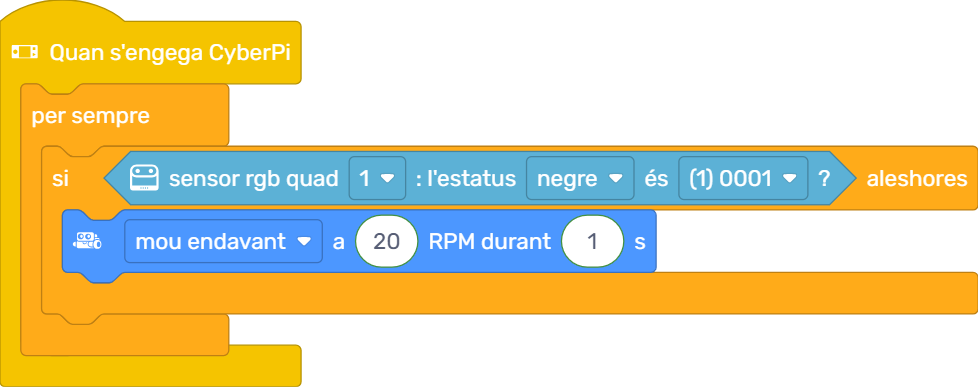 Quan s'engega CyberPi
per sempre
si sensor rgb quad 1 : l'estatus negre és (1) 0001 ? aleshores
mou endavant a 20 RPM durant 1 s